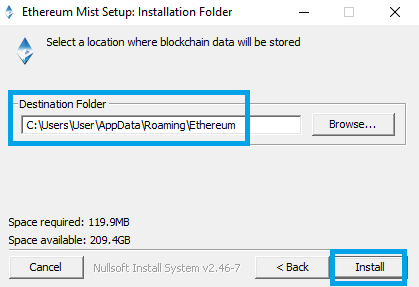 Ethereum Mist Setup: Installation Folder
Select a location where blockchain data will be stored
Destination Folder
C:\Users\User\AppData\Roaming\Ethereum
Browse...
Space required: 119.9MB
Space available: 209.4GB
Cancel
Nullsoft Install System v2.46-7
< Back
Install